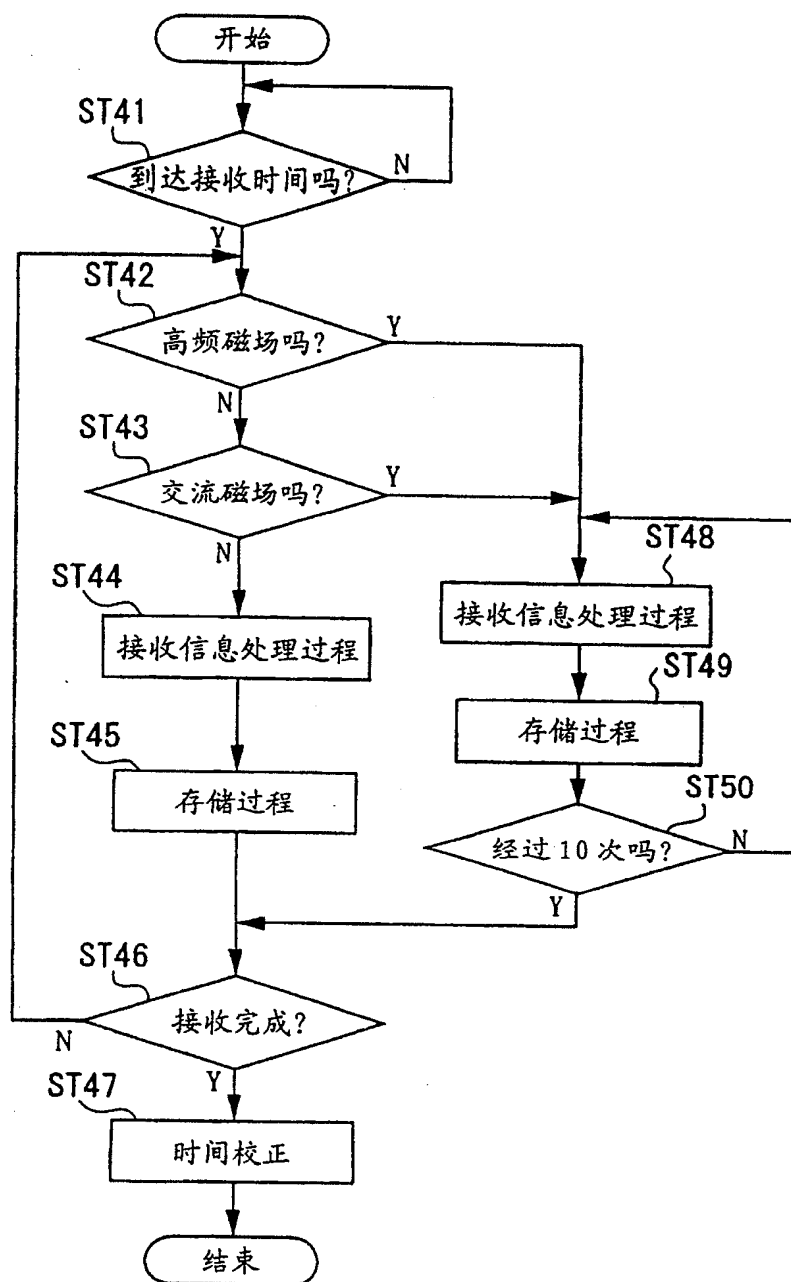 开始
ST41
到达接收时间吗?
N
Y
ST42
高频磁场吗?
Y
N
ST43
交流磁场吗?
Y
N
ST44
接收信息处理过程
ST45
存储过程
ST48
接收信息处理过程
ST49
存储过程
ST50
经过10次吗?
N
Y
ST46
接收完成?
N
Y
ST47
时间校正
结束